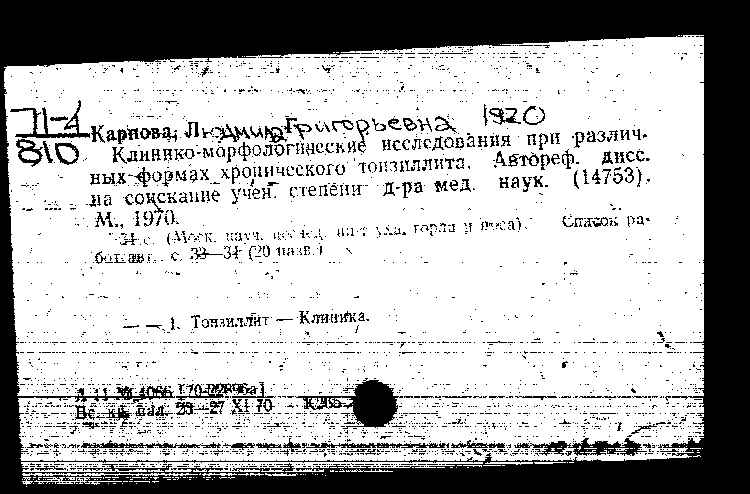 71-4
810
Карпова, Людмила Григорьевна 1920
Клинико-морфологические исследования при различ-
ных формах хронического тонзиллита. Автореф. дисс.
на соискание учен. степени д-ра мед. наук. (14753).
М., 1970.
34 с. (Моск. науч. исслед. ин-т уха, горла и носа). Список ра-
бот авт. с. 33—34 (20 назв.)
— — 1. Тонзиллит — Клиника.
Вс. кн. пал. 23—27 XI 70